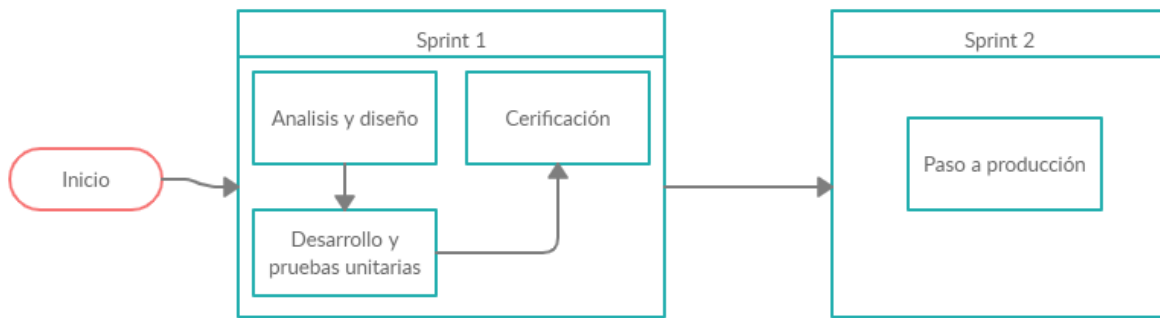 Inicio
Sprint 1
Analisis y diseño
Desarrollo y
pruebas unitarias
Cerificación
Sprint 2
Paso a producción